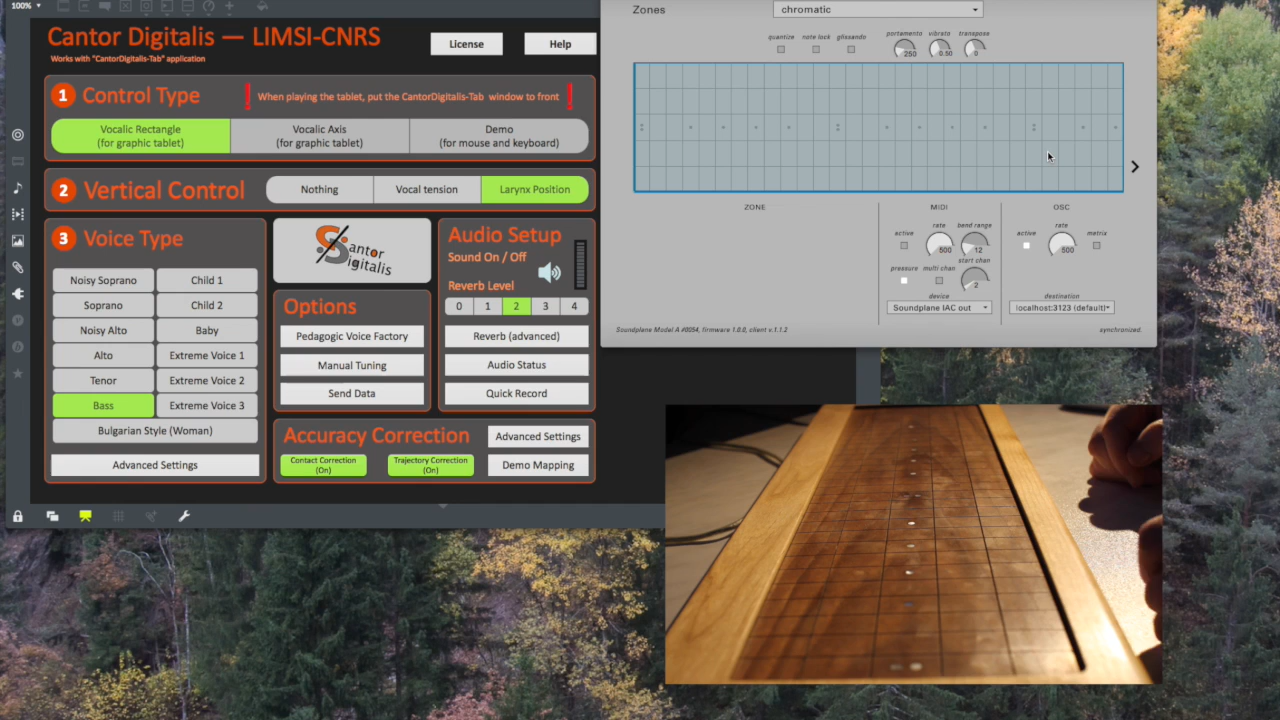 100%
Cantor Digitalis — LIMSI-CNRS
Works with "CantorDigitalis-Tab" application
License
Help
1 Control Type
When playing the tablet, put the CantorDigitalis-Tab window to front
Vocalic Rectangle
(for graphic tablet)
Vocalic Axis
(for graphic tablet)
Demo
(for mouse and keyboard)
2 Vertical Control
Nothing
Vocal tension
Larynx Position
3 Voice Type
Noisy Soprano
Child 1
Soprano
Child 2
Noisy Alto
Baby
Alto
Extreme Voice 1
Tenor
Extreme Voice 2
Bass
Extreme Voice 3
Bulgarian Style (Woman)
Advanced Settings
Cantor
Digitalis
Options
Pedagogic Voice Factory
Manual Tuning
Send Data
Audio Setup
Sound On / Off
Reverb Level
0 1 2 3 4
Reverb (advanced)
Audio Status
Quick Record
Accuracy Correction
Advanced Settings
Contact Correction
(On)
Trajectory Correction
(On)
Demo Mapping
Zones
chromatic
quantize
note lock
glissando
portamento
250
vibrato
0.50
transpose
0
ZONE
MIDI
active
rate
500
bend range
12
pressure
multi chan
start chan
2
device
Soundplane IAC out
OSC
active
rate
500
matrix
destination
localhost:3123 (default)
Soundplane Model A #0054, firmware 1.0.0, client v.1.1.2
synchronized.